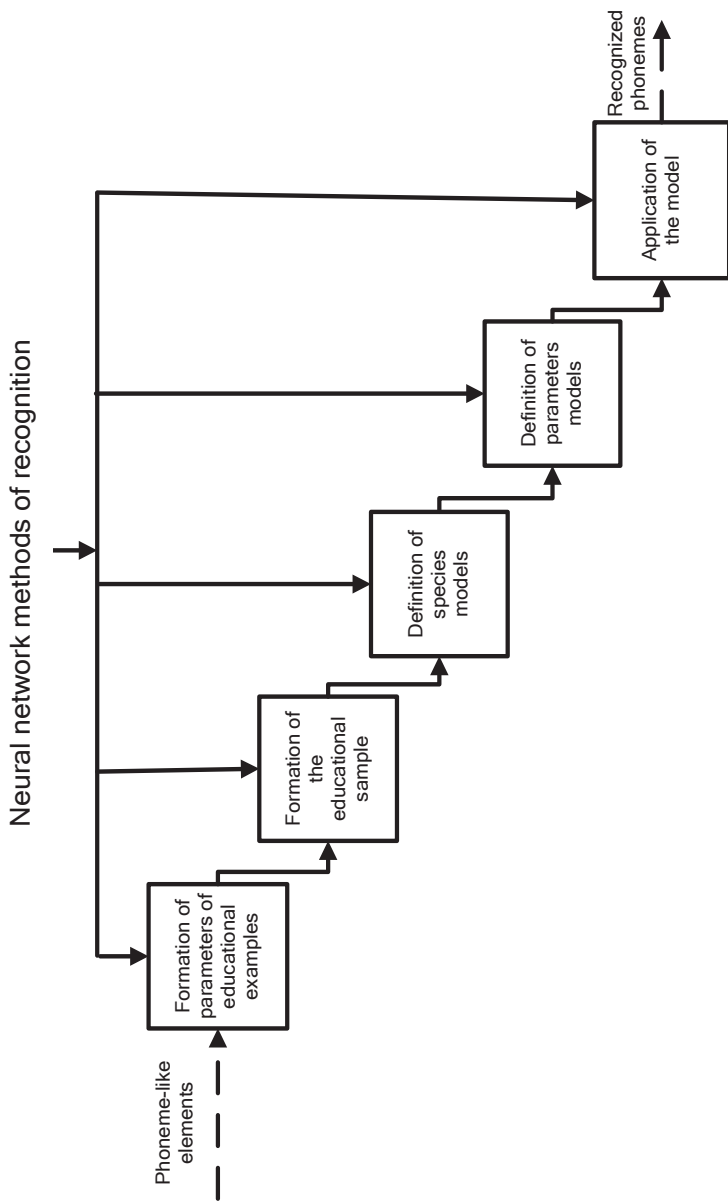 Neural network methods of recognition
Phoneme-like
elements
Formation of
parameters of
educational
examples
Formation of
the
educational
sample
Definition of
species
models
Definition of
parameters
models
Application of
the model
Recognized
phonemes